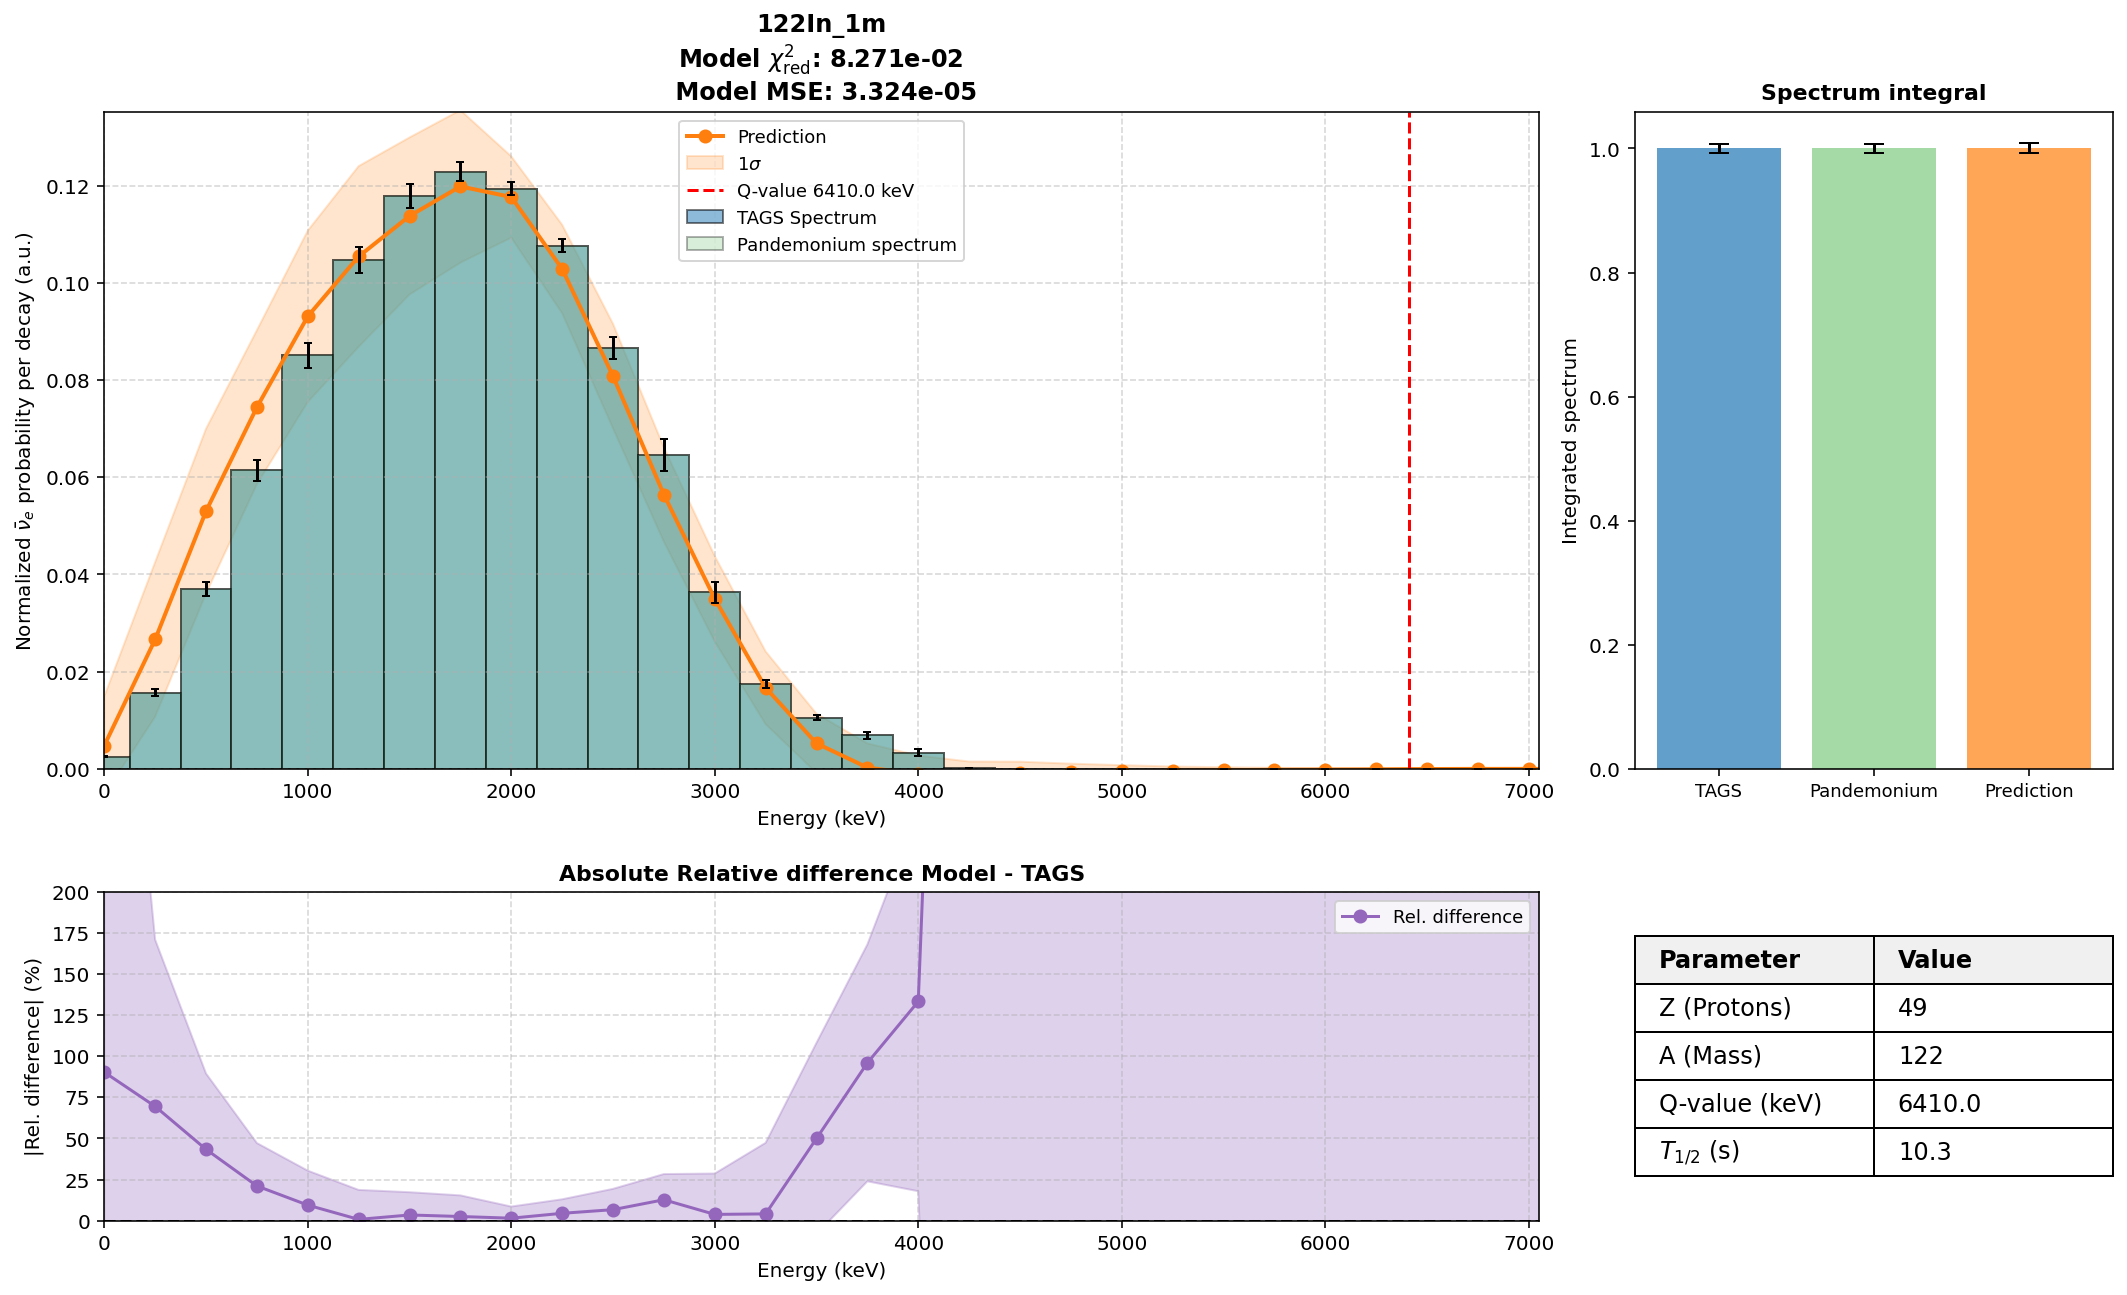 122In_1m
Model χ²red: 8.271e-02
Model MSE: 3.324e-05
Normalized ν̄e probability per decay (a.u.)
0.12
0.10
0.08
0.06
0.04
0.02
0.00
Prediction
1σ
Q-value 6410.0 keV
TAGS Spectrum
Pandemonium spectrum
0 1000 2000 3000 4000 5000 6000 7000
Energy (keV)
Spectrum integral
Integrated spectrum
1.0
0.8
0.6
0.4
0.2
0.0
TAGS Pandemonium Prediction
Absolute Relative difference Model - TAGS
|Rel. difference| (%)
200
175
150
125
100
75
50
25
0
Rel. difference
0 1000 2000 3000 4000 5000 6000 7000
Energy (keV)
Parameter Value
Z (Protons) 49
A (Mass) 122
Q-value (keV) 6410.0
T1/2 (s) 10.3